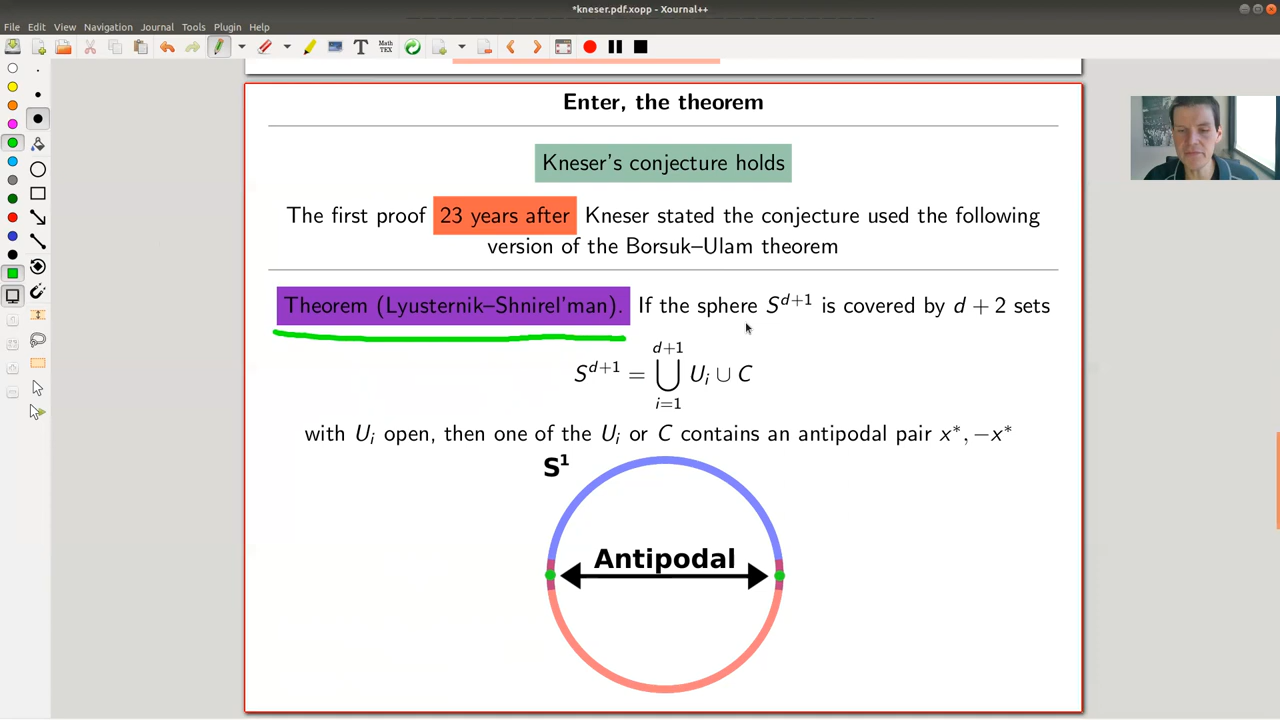 *kneser.pdf.xopp - Xournal++
File Edit View Navigation Journal Tools Plugin Help
T Math TEX
Enter, the theorem
Kneser's conjecture holds
The first proof 23 years after Kneser stated the conjecture used the following
version of the Borsuk–Ulam theorem
Theorem (Lyusternik–Shnirel'man). If the sphere S^{d+1} is covered by d + 2 sets
S^{d+1} = ⋃_{i=1}^{d+1} U_i ∪ C
with U_i open, then one of the U_i or C contains an antipodal pair x*, −x*
S¹
Antipodal